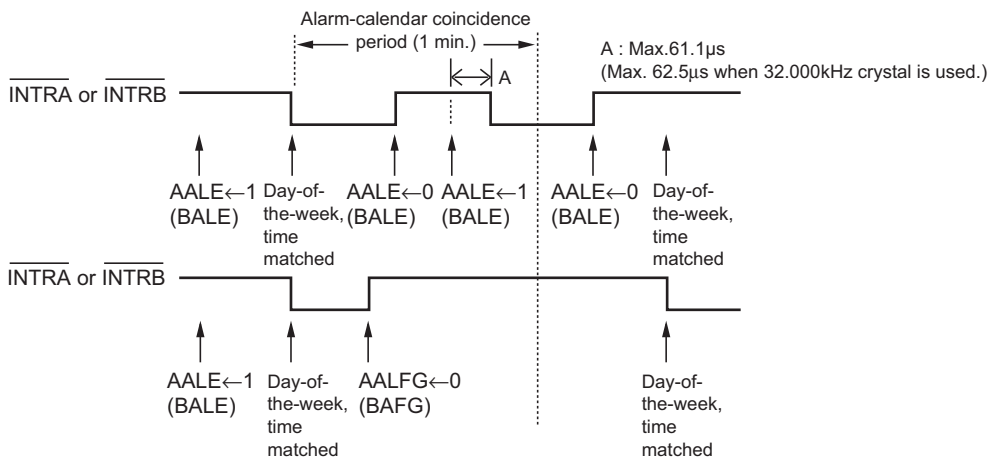 Alarm-calendar coincidence
period (1 min.)
A : Max.61.1µs
(Max. 62.5µs when 32.000kHz crystal is used.)
A
INTRA or INTRB
AALE←1
(BALE)
Day-of-
the-week,
time
matched
AALE←0
(BALE)
AALE←1
(BALE)
AALE←0
(BALE)
Day-of-
the-week,
time
matched
INTRA or INTRB
AALE←1
(BALE)
Day-of-
the-week,
time
matched
AALFG←0
(BAFG)
Day-of-
the-week,
time
matched